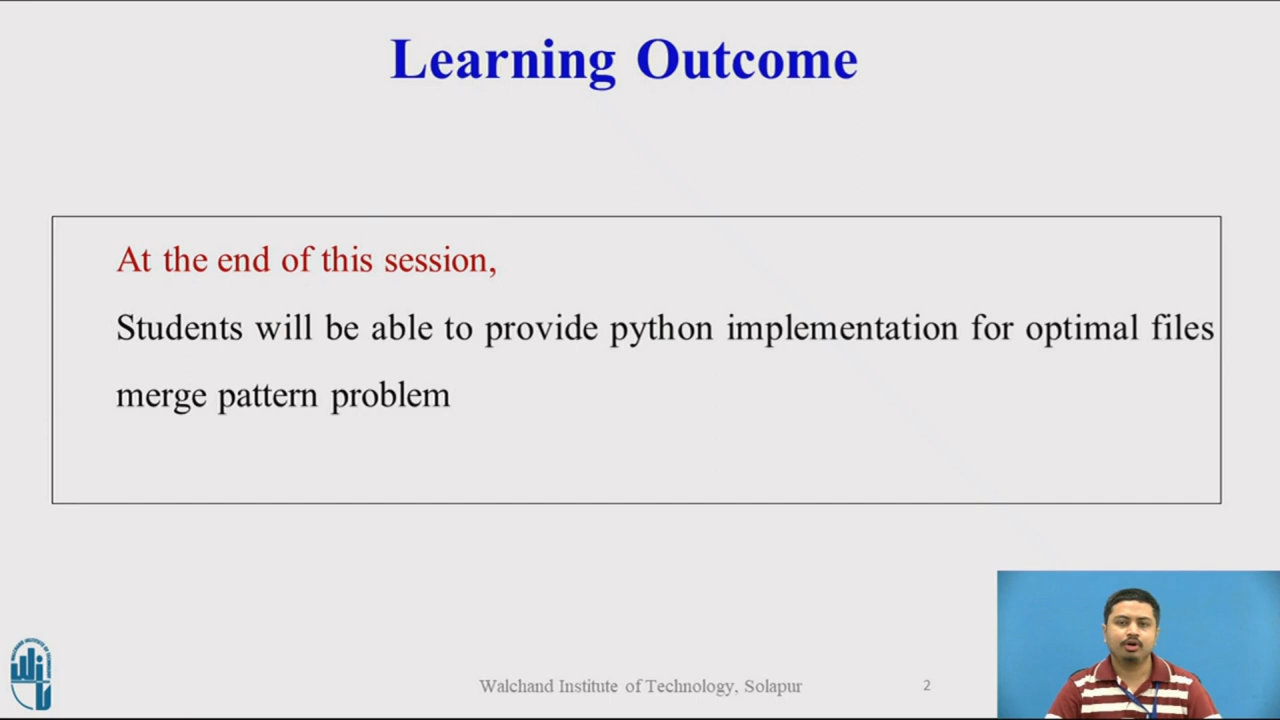 Learning Outcome
At the end of this session,
Students will be able to provide python implementation for optimal files
merge pattern problem
Walchand Institute of Technology, Solapur
2